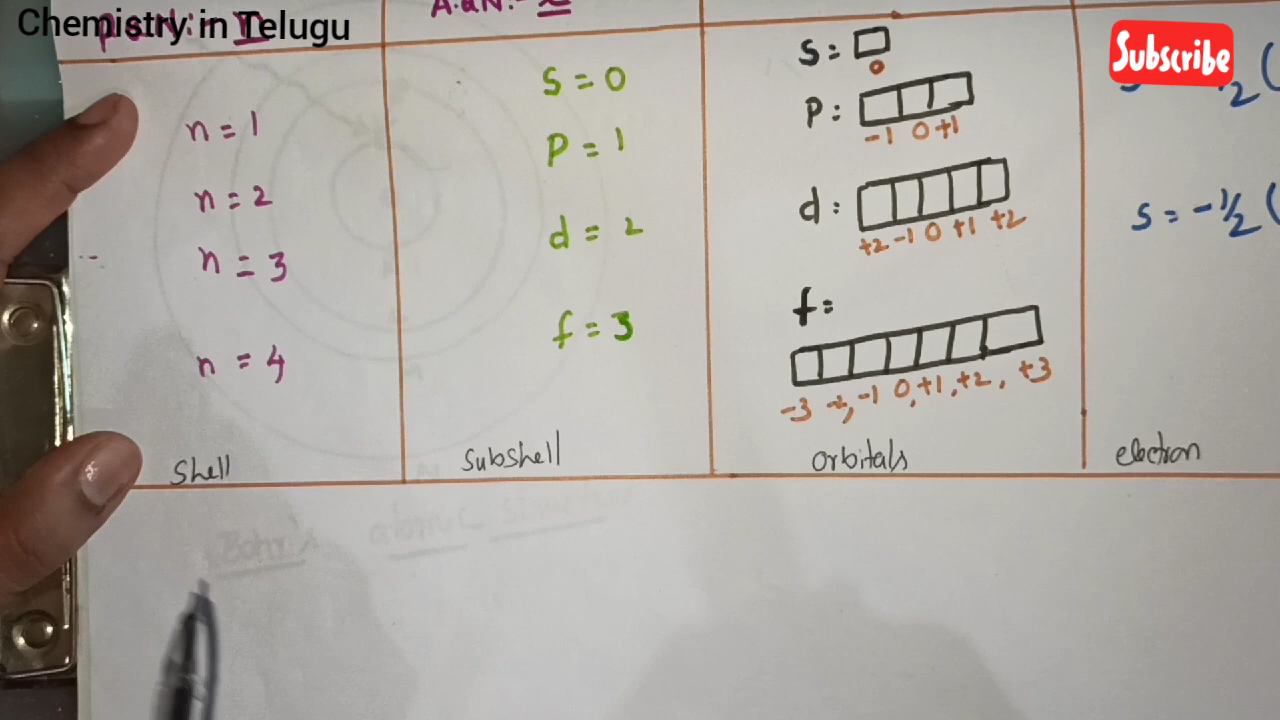 Chemistry in Telugu
Subscribe
n = 1
n = 2
n = 3
n = 4
Shell
S = 0
P = 1
d = 2
f = 3
Subshell
S:
0
P:
-1 0 +1
d:
+2 -1 0 +1 +2
f:
-3 -1 0, +1, +2, +3
orbitals
S = -1/2 (
electron